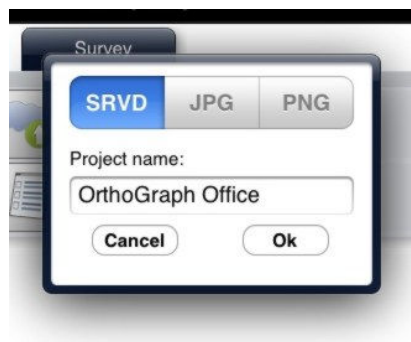 Survey
SRVD JPG PNG
Project name:
OrthoGraph Office
Cancel Ok